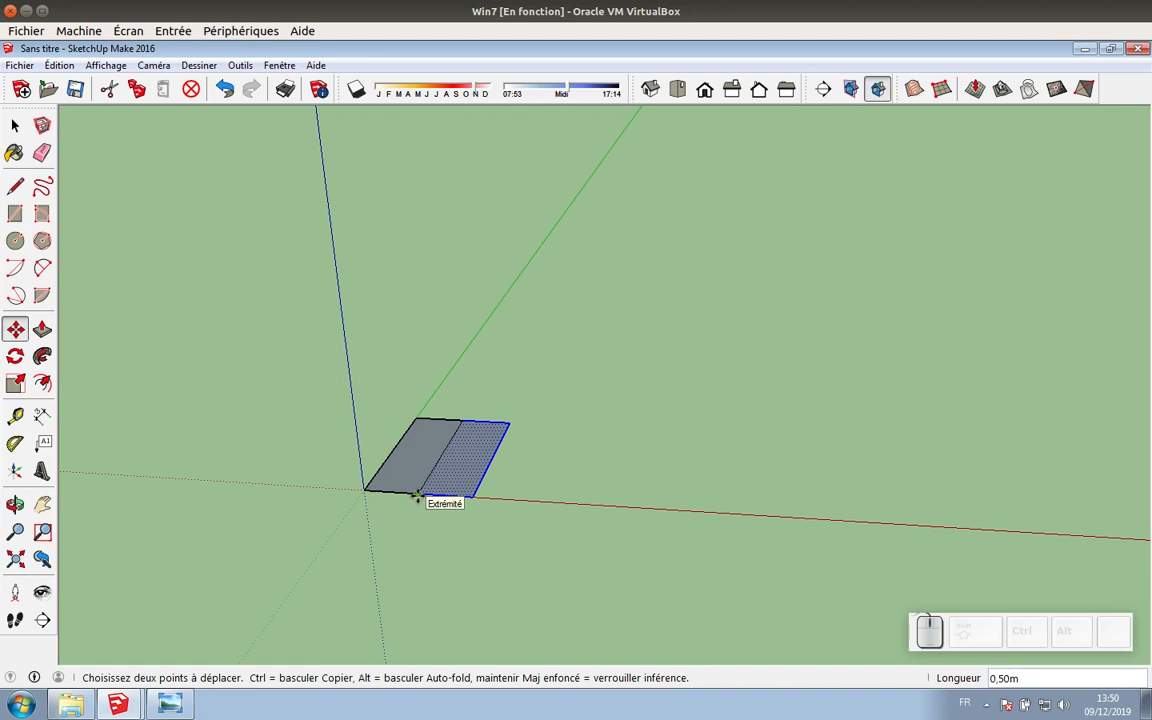 Win7 [En fonction] - Oracle VM VirtualBox
Fichier Machine Écran Entrée Périphériques Aide
Sans titre - SketchUp Make 2016
Fichier Édition Affichage Caméra Dessiner Outils Fenêtre Aide
J F M A M J J A S O N D 07:53 Midi 17:14
A1
Extrémité
Shift Ctrl Alt
Choisissez deux points à déplacer. Ctrl = basculer Copier, Alt = basculer Auto-fold, maintenir Maj enfoncé = verrouiller inférence. Longueur 0,50m
FR 13:50
09/12/2019